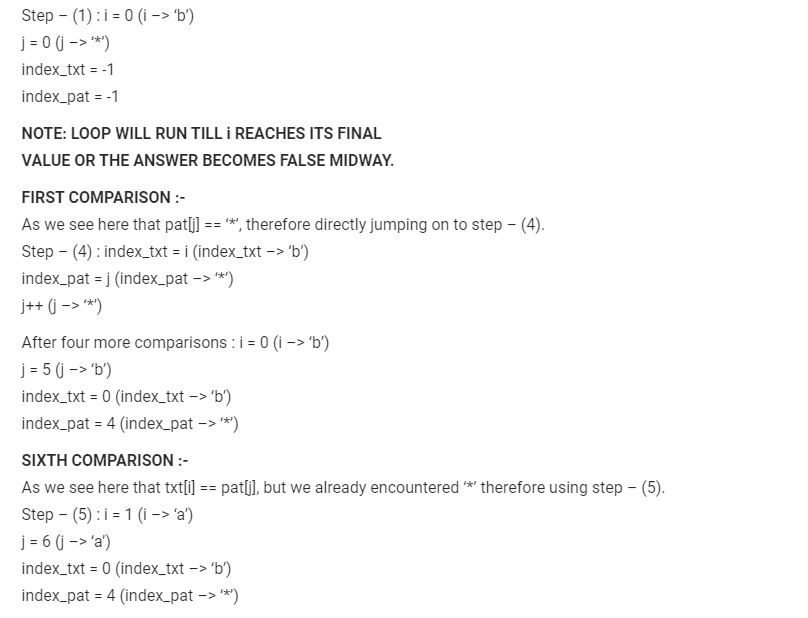 Step – (1) : i = 0 (i –> ‘b’)
j = 0 (j –> ‘*’)
index_txt = -1
index_pat = -1
NOTE: LOOP WILL RUN TILL i REACHES ITS FINAL
VALUE OR THE ANSWER BECOMES FALSE MIDWAY.
FIRST COMPARISON :-
As we see here that pat[j] == ‘*’, therefore directly jumping on to step – (4).
Step – (4) : index_txt = i (index_txt –> ‘b’)
index_pat = j (index_pat –> ‘*’)
j++ (j –> ‘*’)
After four more comparisons : i = 0 (i –> ‘b’)
j = 5 (j –> ‘b’)
index_txt = 0 (index_txt –> ‘b’)
index_pat = 4 (index_pat –> ‘*’)
SIXTH COMPARISON :-
As we see here that txt[i] == pat[j], but we already encountered ‘*’ therefore using step – (5).
Step – (5) : i = 1 (i –> ‘a’)
j = 6 (j –> ‘a’)
index_txt = 0 (index_txt –> ‘b’)
index_pat = 4 (index_pat –> ‘*’)